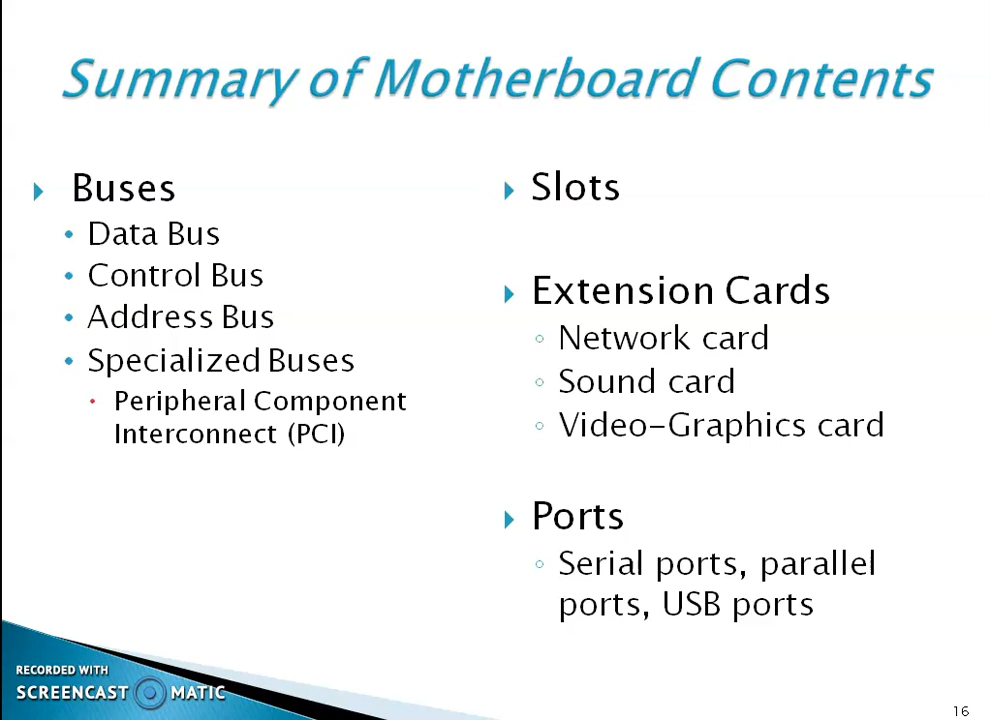 Summary of Motherboard Contents
Buses
Data Bus
Control Bus
Address Bus
Specialized Buses
Peripheral Component
Interconnect (PCI)
Slots
Extension Cards
Network card
Sound card
Video-Graphics card
Ports
Serial ports, parallel
ports, USB ports
RECORDED WITH
SCREENCAST MATIC
16